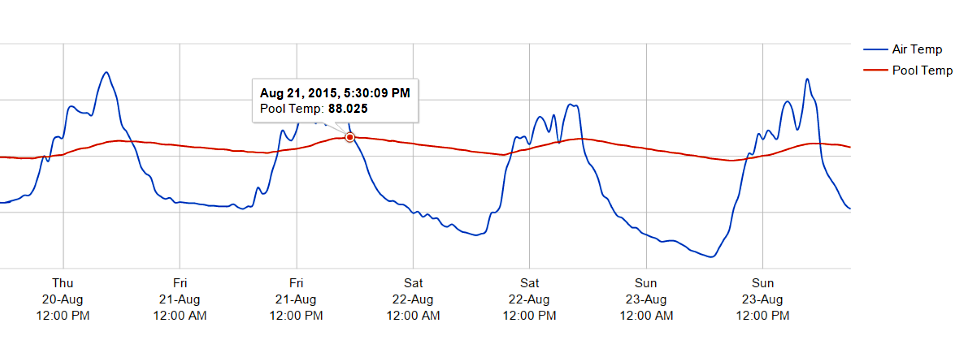 Air Temp
Pool Temp
Aug 21, 2015, 5:30:09 PM
Pool Temp: 88.025
Thu
20-Aug
12:00 PM
Fri
21-Aug
12:00 AM
Fri
21-Aug
12:00 PM
Sat
22-Aug
12:00 AM
Sat
22-Aug
12:00 PM
Sun
23-Aug
12:00 AM
Sun
23-Aug
12:00 PM